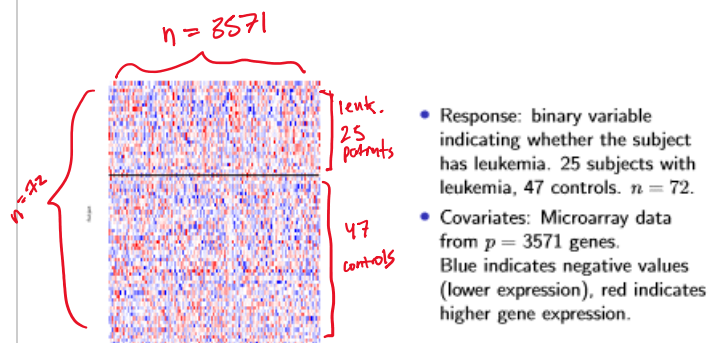 n = 3571
n=72
leuk.
25
patients
47
controls
• Response: binary variable
indicating whether the subject
has leukemia. 25 subjects with
leukemia, 47 controls. n = 72.
• Covariates: Microarray data
from p = 3571 genes.
Blue indicates negative values
(lower expression), red indicates
higher gene expression.